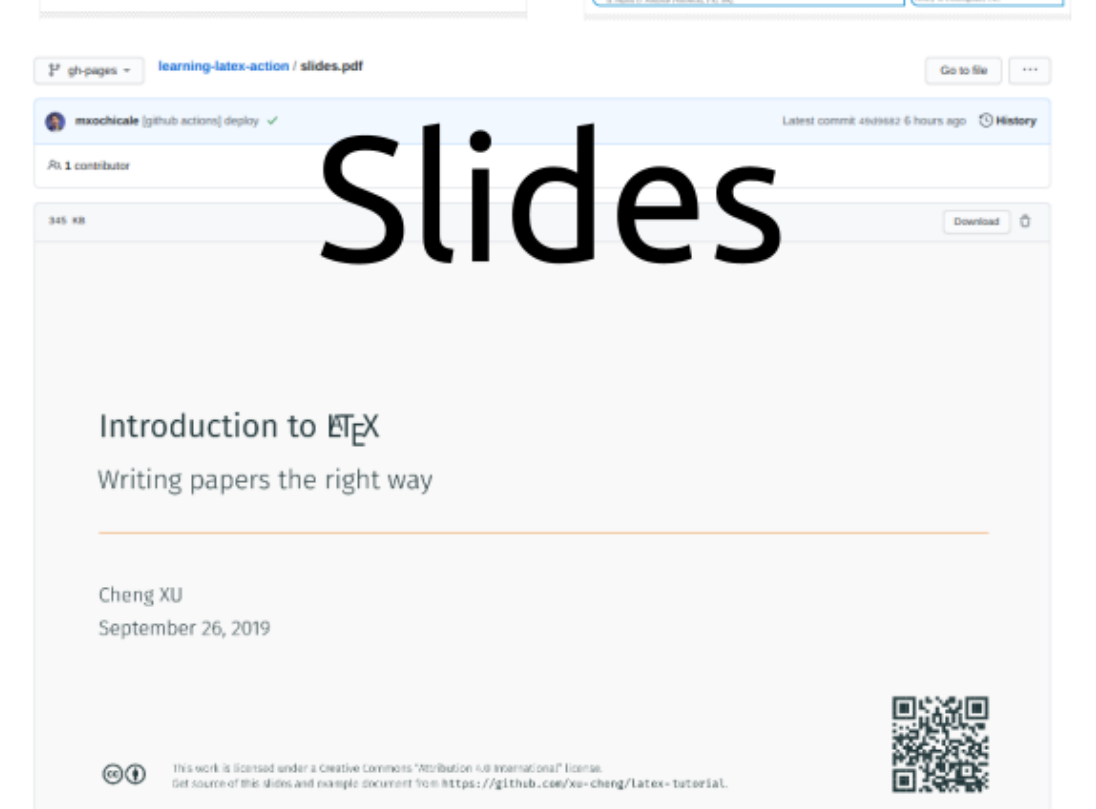 gh-pages
learning-latex-action / slides.pdf
Go to file
···
mxochicale [github actions] deploy
Latest commit 6 hours ago
History
1 contributor
Slides
345 KB
Download
Introduction to LATEX
Writing papers the right way
Cheng XU
September 26, 2019
This work is licensed under a Creative Commons "Attribution 4.0 International" license.
Get source of this slides and example document from https://github.com/xu-cheng/latex-tutorial.